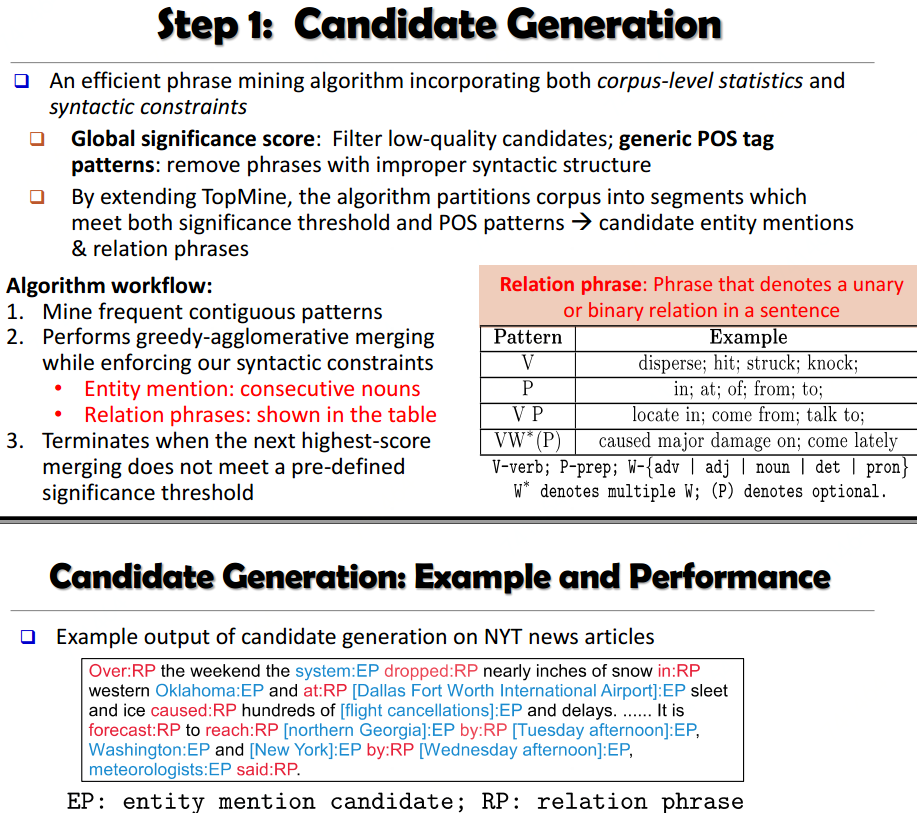 Step 1:  Candidate Generation
An efficient phrase mining algorithm incorporating both corpus-level statistics and
syntactic constraints
Global significance score:  Filter low-quality candidates; generic POS tag
patterns: remove phrases with improper syntactic structure
By extending TopMine, the algorithm partitions corpus into segments which
meet both significance threshold and POS patterns → candidate entity mentions
& relation phrases
Algorithm workflow:
1. Mine frequent contiguous patterns
2. Performs greedy-agglomerative merging
while enforcing our syntactic constraints
• Entity mention: consecutive nouns
• Relation phrases: shown in the table
3. Terminates when the next highest-score
merging does not meet a pre-defined
significance threshold
Relation phrase: Phrase that denotes a unary
or binary relation in a sentence
Pattern Example
V disperse; hit; struck; knock;
P in; at; of; from; to;
V P locate in; come from; talk to;
VW*(P) caused major damage on; come lately
V-verb; P-prep; W-{adv | adj | noun | det | pron}
W* denotes multiple W; (P) denotes optional.
Candidate Generation: Example and Performance
Example output of candidate generation on NYT news articles
Over:RP the weekend the system:EP dropped:RP nearly inches of snow in:RP
western Oklahoma:EP and at:RP [Dallas Fort Worth International Airport]:EP sleet
and ice caused:RP hundreds of [flight cancellations]:EP and delays. ...... It is
forecast:RP to reach:RP [northern Georgia]:EP by:RP [Tuesday afternoon]:EP,
Washington:EP and [New York]:EP by:RP [Wednesday afternoon]:EP,
meteorologists:EP said:RP.
EP: entity mention candidate; RP: relation phrase